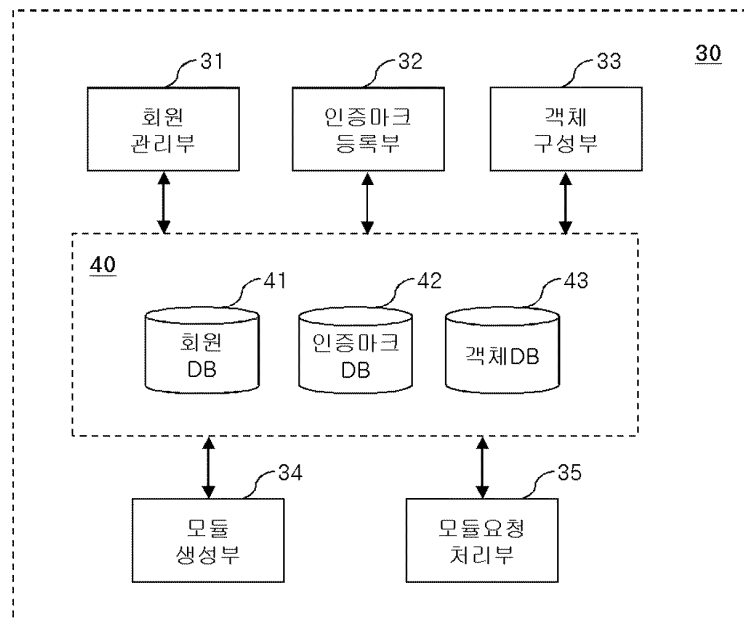 30
31
32
33
회원
관리부
인증마크
등록부
객체
구성부
40
41
42
43
회원
DB
인증마크
DB
객체DB
34
35
모듈
생성부
모듈요청
처리부